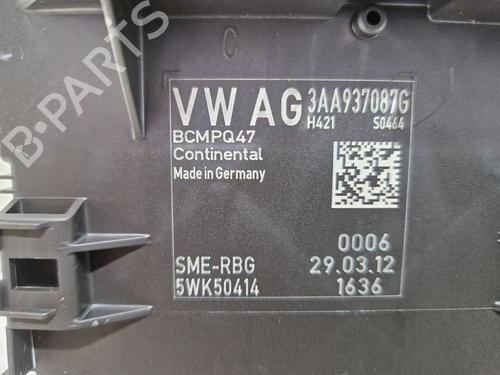 C
VW AG 3AA937087G
H421 S0464
BCMPQ47
Continental
Made in Germany
0006
SME-RBG 29.03.12
5WK50414 1636
B-PARTS